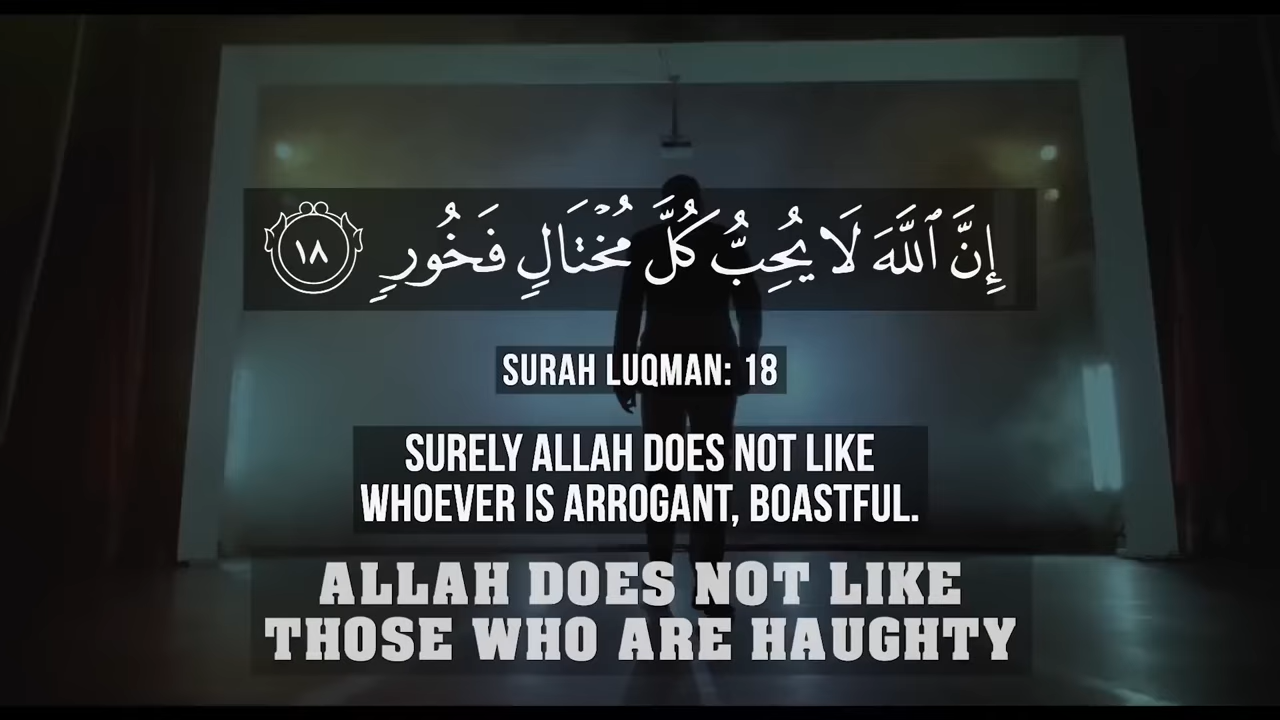 إِنَّ ٱللَّهَ لَا يُحِبُّ كُلَّ مُخْتَالٍ فَخُورٍ ١٨
SURAH LUQMAN: 18
SURELY ALLAH DOES NOT LIKE
WHOEVER IS ARROGANT, BOASTFUL.
ALLAH DOES NOT LIKE
THOSE WHO ARE HAUGHTY